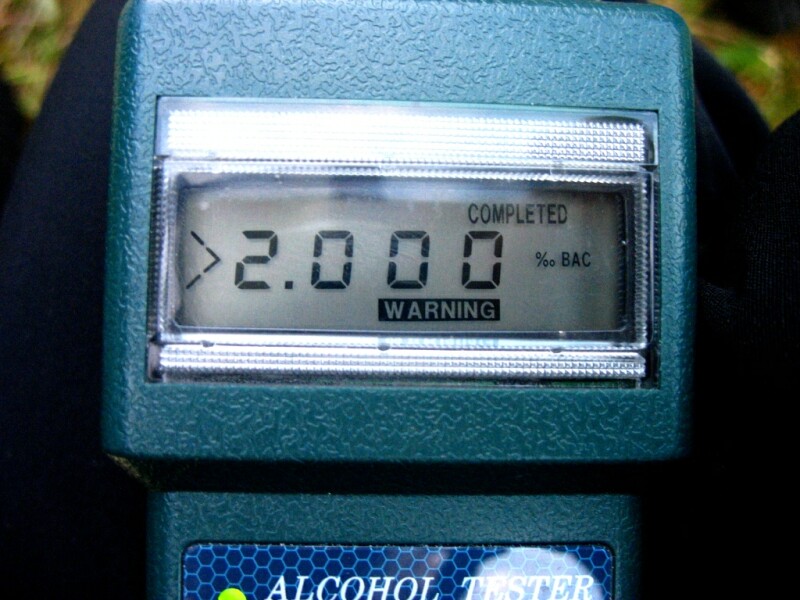 COMPLETED
>2.000 ‰ BAC
WARNING
ALCOHOL TESTER